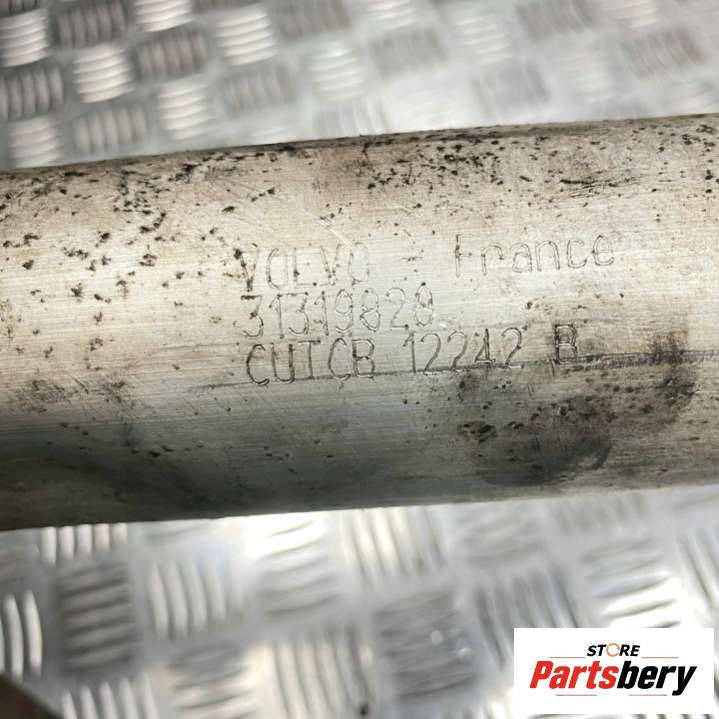 VOLVO - France
31319828
CUTCB 12242 B
STORE
Partsbery